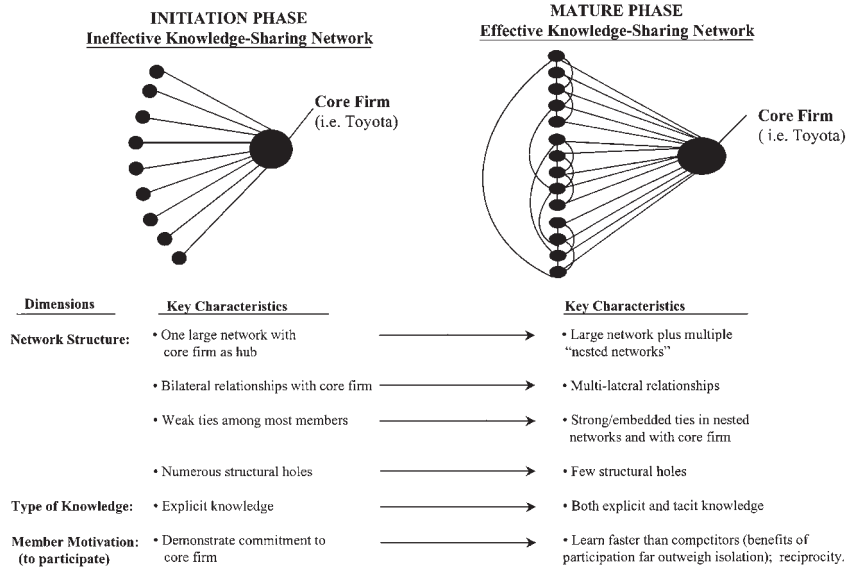 INITIATION PHASE
Ineffective Knowledge-Sharing Network
MATURE PHASE
Effective Knowledge-Sharing Network
Core Firm
(i.e. Toyota)
Core Firm
( i.e. Toyota)
Dimensions
Key Characteristics
Key Characteristics
Network Structure:
• One large network with
core firm as hub
• Large network plus multiple
“nested networks”
• Bilateral relationships with core firm
• Multi-lateral relationships
• Weak ties among most members
• Strong/embedded ties in nested
networks and with core firm
• Numerous structural holes
• Few structural holes
Type of Knowledge:
• Explicit knowledge
• Both explicit and tacit knowledge
Member Motivation:
(to participate)
• Demonstrate commitment to
core firm
• Learn faster than competitors (benefits of
participation far outweigh isolation); reciprocity.